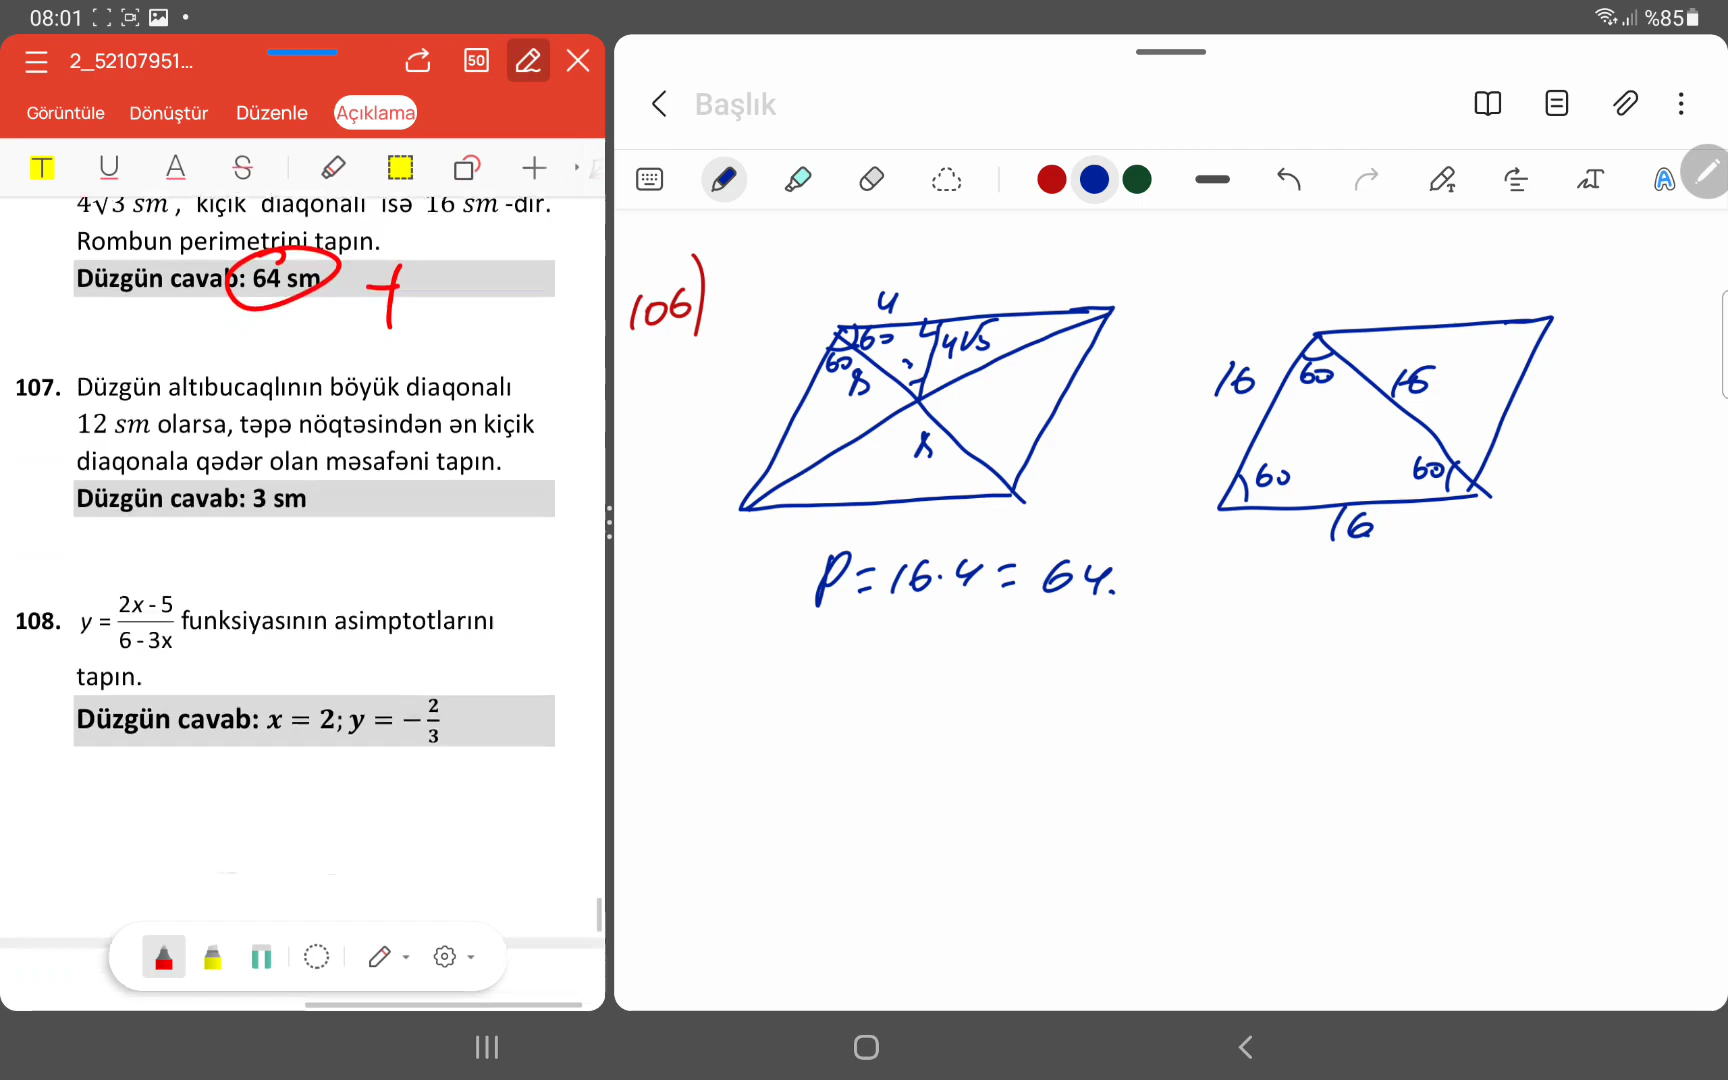 08:01
%85
2_52107951...
50
Görüntüle Dönüştür Düzenle Açıklama
T U A S
4√3 sm, kiçik diaqonalı isə 16 sm -dir.
Rombun perimetrini tapın.
Düzgün cavab: 64 sm
107. Düzgün altıbucaqlının böyük diaqonalı
12 sm olarsa, təpə nöqtəsindən ən kiçik
diaqonala qədər olan məsafəni tapın.
Düzgün cavab: 3 sm
108. y = (2x - 5)/(6 - 3x) funksiyasının asimptotlarını
tapın.
Düzgün cavab: x = 2; y = −2/3
Başlık
T T A
106)
4
60 4√3
60
8
8
16 60 16
60 60
16
P = 16·4 = 64.